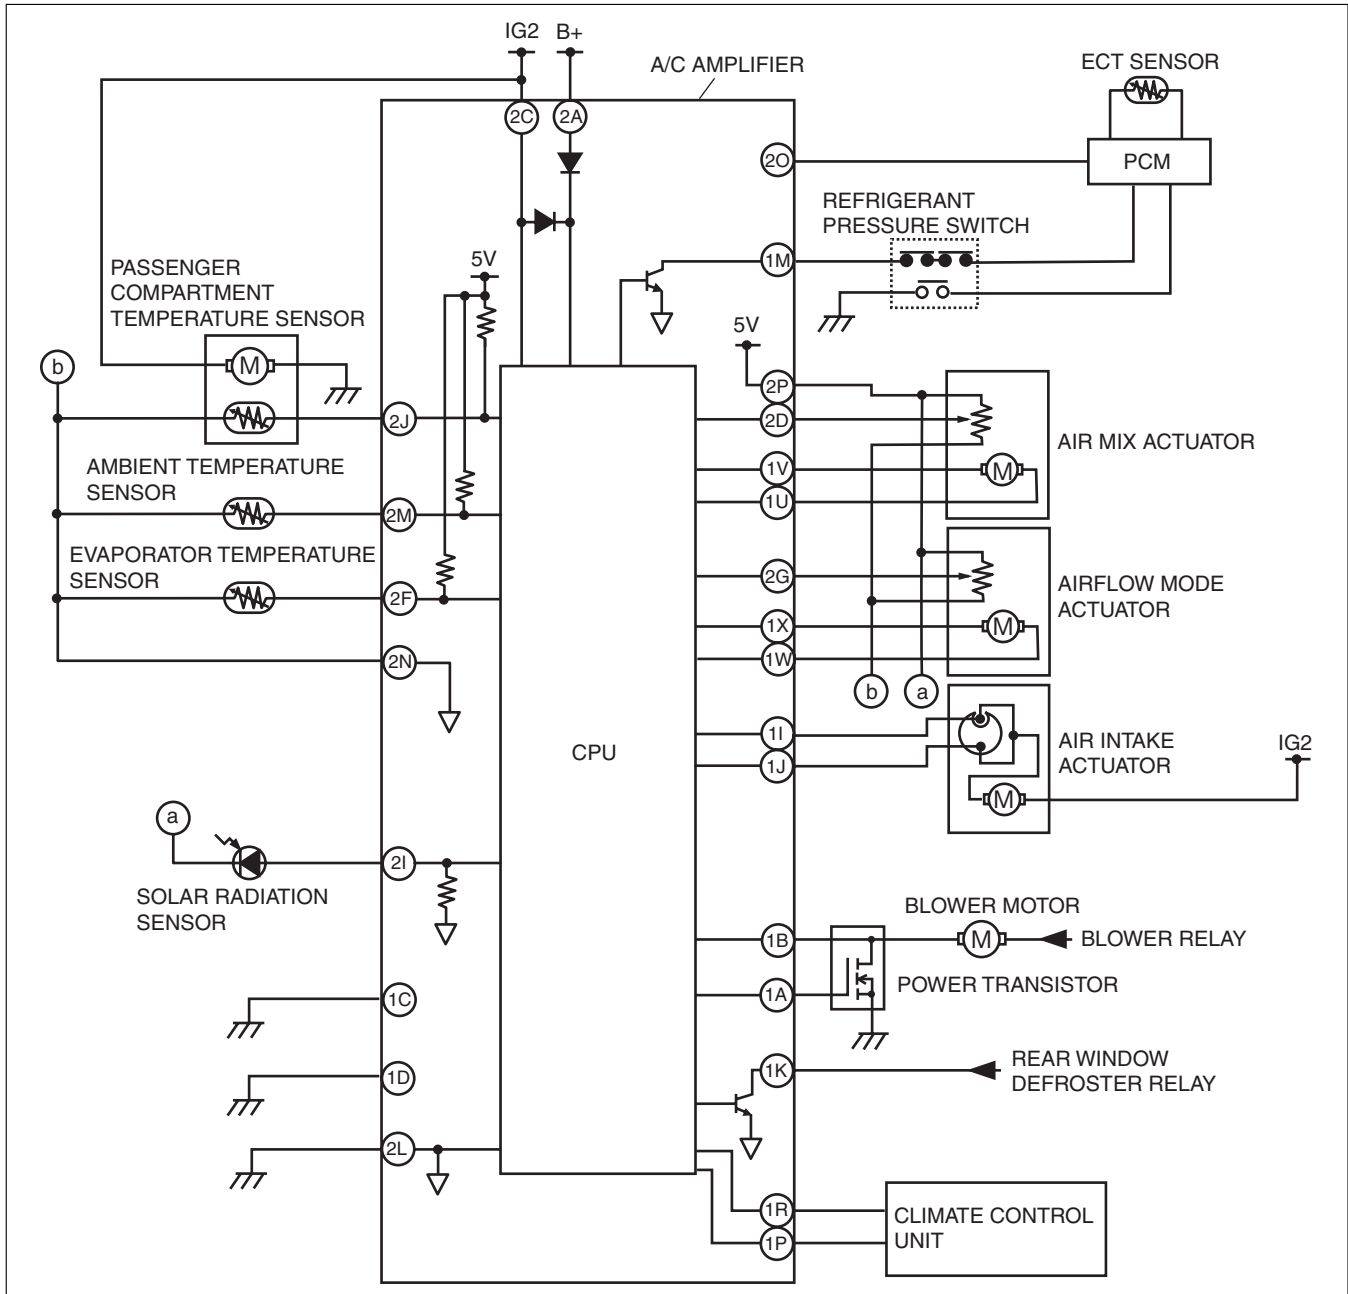 IG2 B+
A/C AMPLIFIER
ECT SENSOR
2C
2A
2O
PCM
REFRIGERANT
PRESSURE SWITCH
1M
5V
PASSENGER
COMPARTMENT
TEMPERATURE SENSOR
5V
M
b
2P
2J
2D
AIR MIX ACTUATOR
AMBIENT TEMPERATURE
SENSOR
1V
M
1U
2M
EVAPORATOR TEMPERATURE
SENSOR
2G
AIRFLOW MODE
ACTUATOR
2F
1X
M
1W
2N
b
a
1I
AIR INTAKE
ACTUATOR
IG2
CPU
1J
M
a
2I
SOLAR RADIATION
SENSOR
BLOWER MOTOR
1B
M
BLOWER RELAY
1A
POWER TRANSISTOR
1C
1D
1K
REAR WINDOW
DEFROSTER RELAY
2L
1R
CLIMATE CONTROL
UNIT
1P